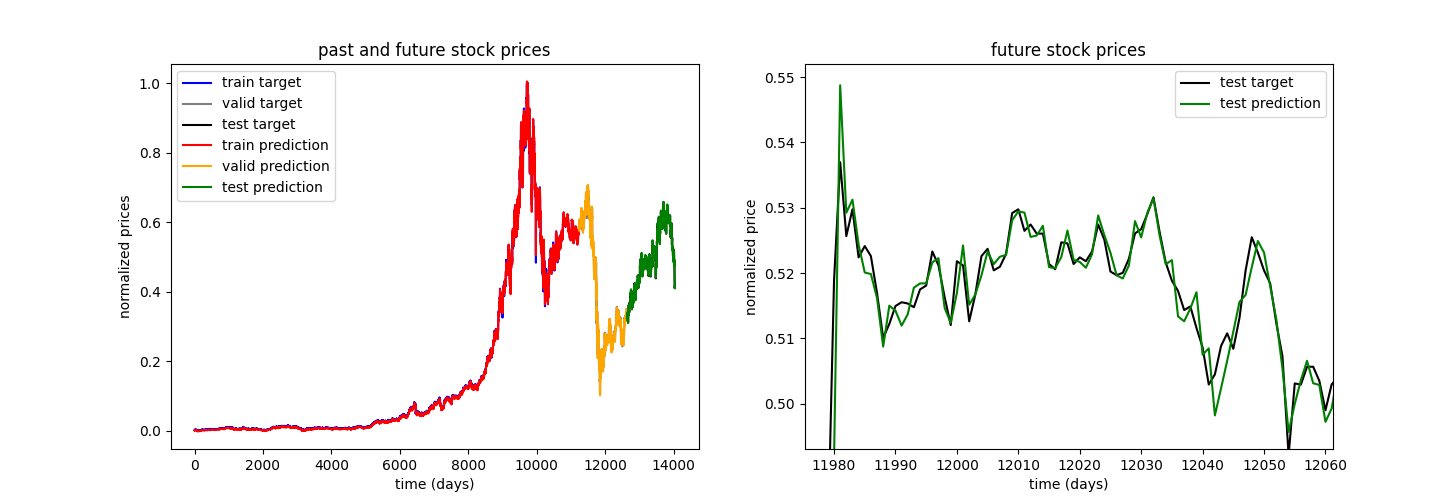 past and future stock prices
normalized prices
1.0
0.8
0.6
0.4
0.2
0.0
train target
valid target
test target
train prediction
valid prediction
test prediction
0 2000 4000 6000 8000 10000 12000 14000
time (days)
future stock prices
normalized price
0.55
0.54
0.53
0.52
0.51
0.50
test target
test prediction
11980 11990 12000 12010 12020 12030 12040 12050 12060
time (days)